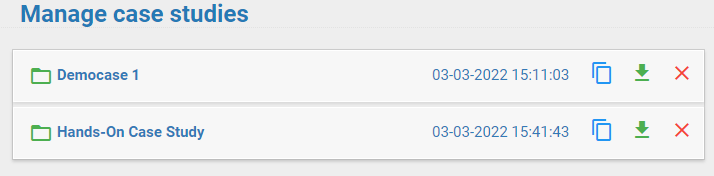 Manage case studies
Democase 1 03-03-2022 15:11:03
Hands-On Case Study 03-03-2022 15:41:43